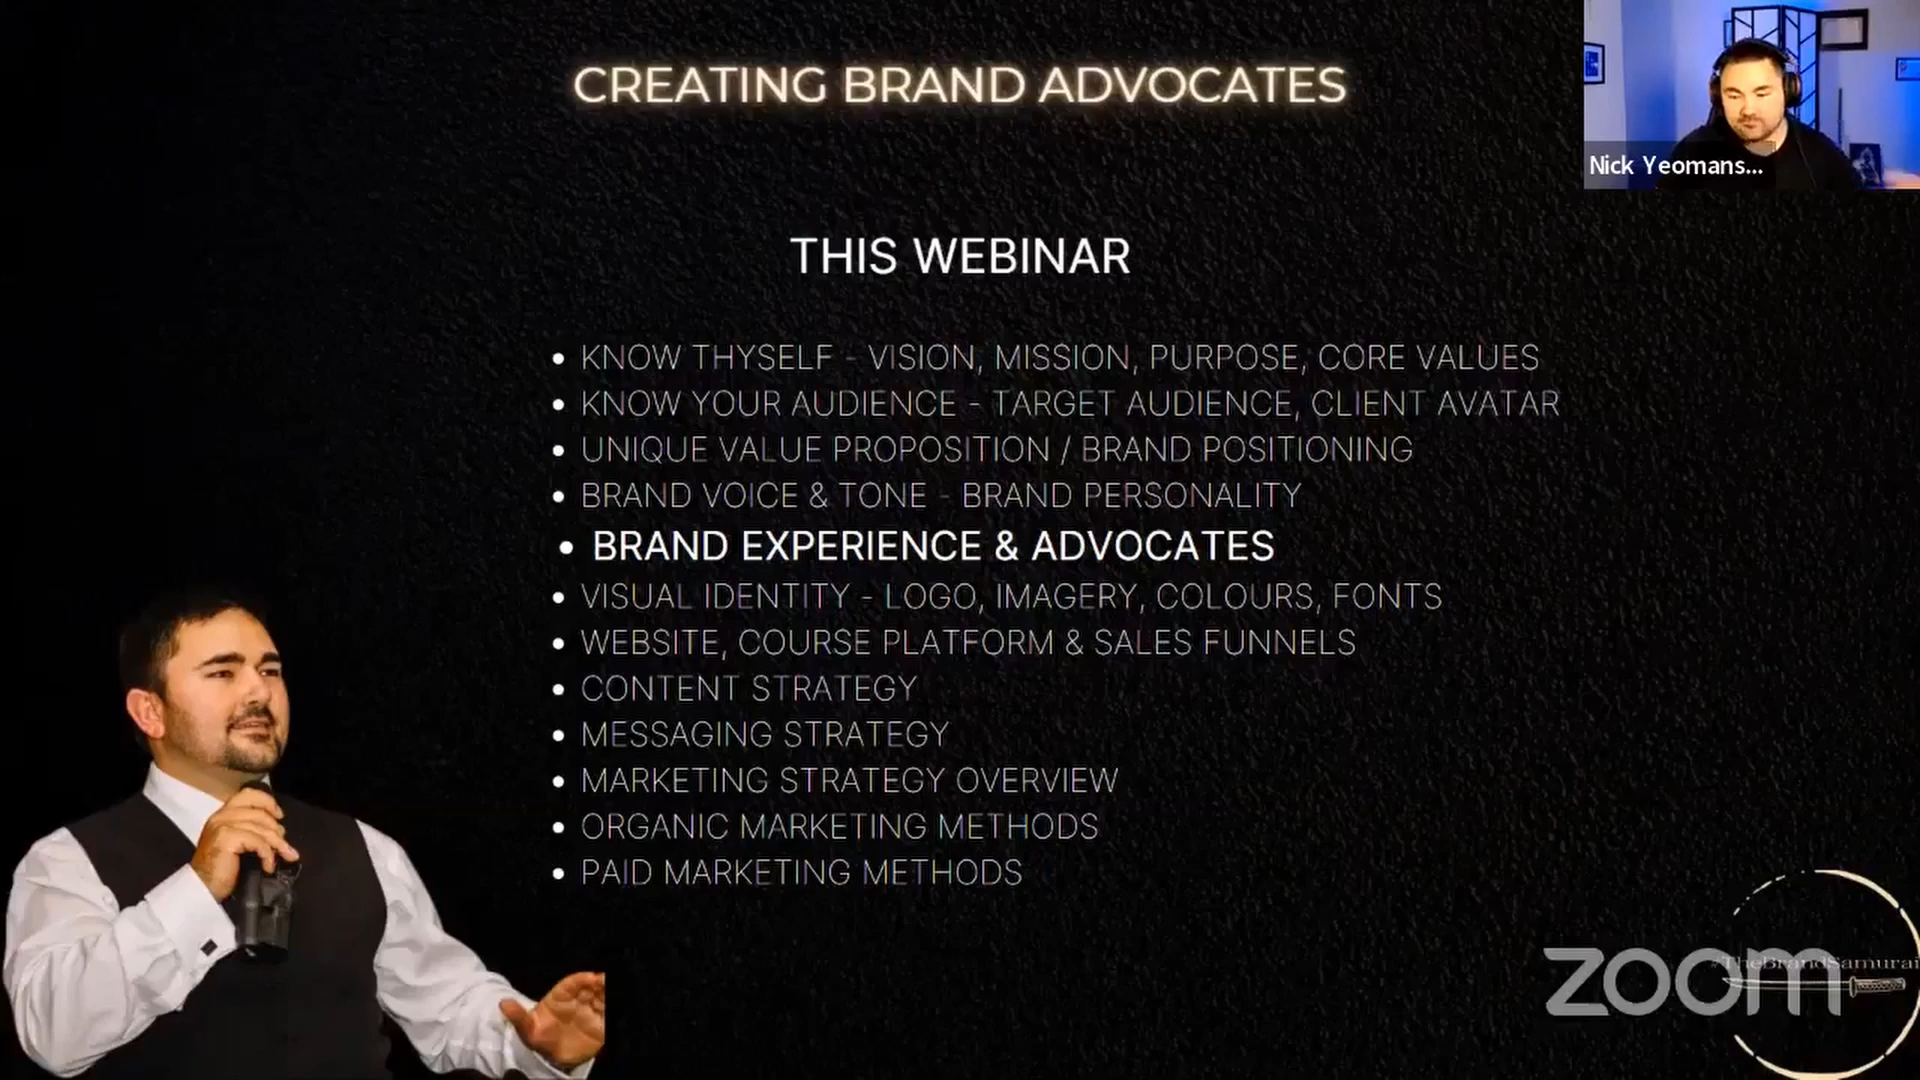 CREATING BRAND ADVOCATES
Nick Yeomans...
THIS WEBINAR
• KNOW THYSELF - VISION, MISSION, PURPOSE, CORE VALUES
• KNOW YOUR AUDIENCE - TARGET AUDIENCE, CLIENT AVATAR
• UNIQUE VALUE PROPOSITION / BRAND POSITIONING
• BRAND VOICE & TONE - BRAND PERSONALITY
• BRAND EXPERIENCE & ADVOCATES
• VISUAL IDENTITY - LOGO, IMAGERY, COLOURS, FONTS
• WEBSITE, COURSE PLATFORM & SALES FUNNELS
• CONTENT STRATEGY
• MESSAGING STRATEGY
• MARKETING STRATEGY OVERVIEW
• ORGANIC MARKETING METHODS
• PAID MARKETING METHODS
#TheBrandSamurai
zoom